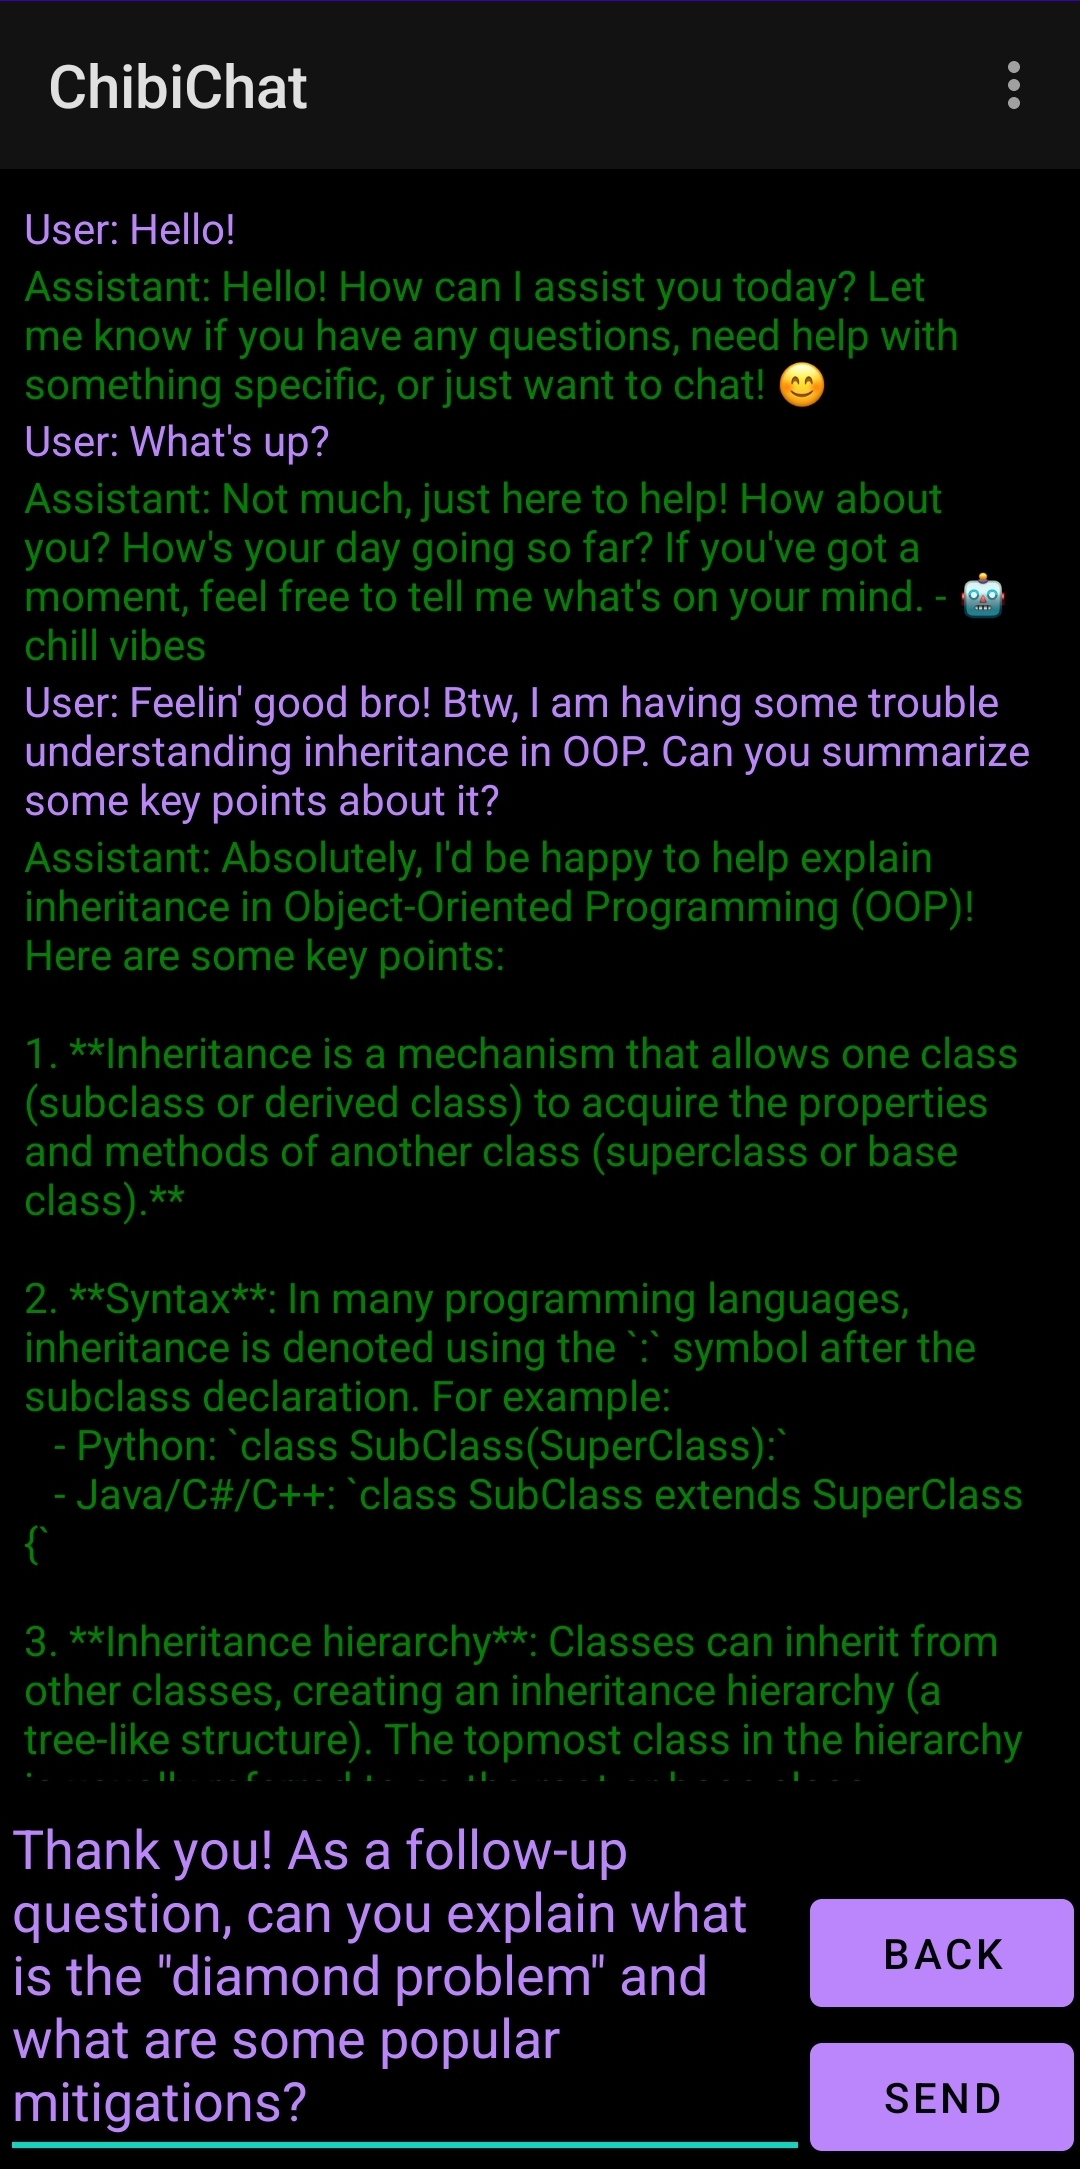 ChibiChat
User: Hello!
Assistant: Hello! How can I assist you today? Let
me know if you have any questions, need help with
something specific, or just want to chat! 😊
User: What's up?
Assistant: Not much, just here to help! How about
you? How's your day going so far? If you've got a
moment, feel free to tell me what's on your mind. - 🤖
chill vibes
User: Feelin' good bro! Btw, I am having some trouble
understanding inheritance in OOP. Can you summarize
some key points about it?
Assistant: Absolutely, I'd be happy to help explain
inheritance in Object-Oriented Programming (OOP)!
Here are some key points:
1. **Inheritance is a mechanism that allows one class
(subclass or derived class) to acquire the properties
and methods of another class (superclass or base
class).**
2. **Syntax**: In many programming languages,
inheritance is denoted using the `:` symbol after the
subclass declaration. For example:
- Python: `class SubClass(SuperClass):`
- Java/C#/C++: `class SubClass extends SuperClass
{`
3. **Inheritance hierarchy**: Classes can inherit from
other classes, creating an inheritance hierarchy (a
tree-like structure). The topmost class in the hierarchy
Thank you! As a follow-up
question, can you explain what
is the "diamond problem" and
what are some popular
mitigations?
BACK
SEND